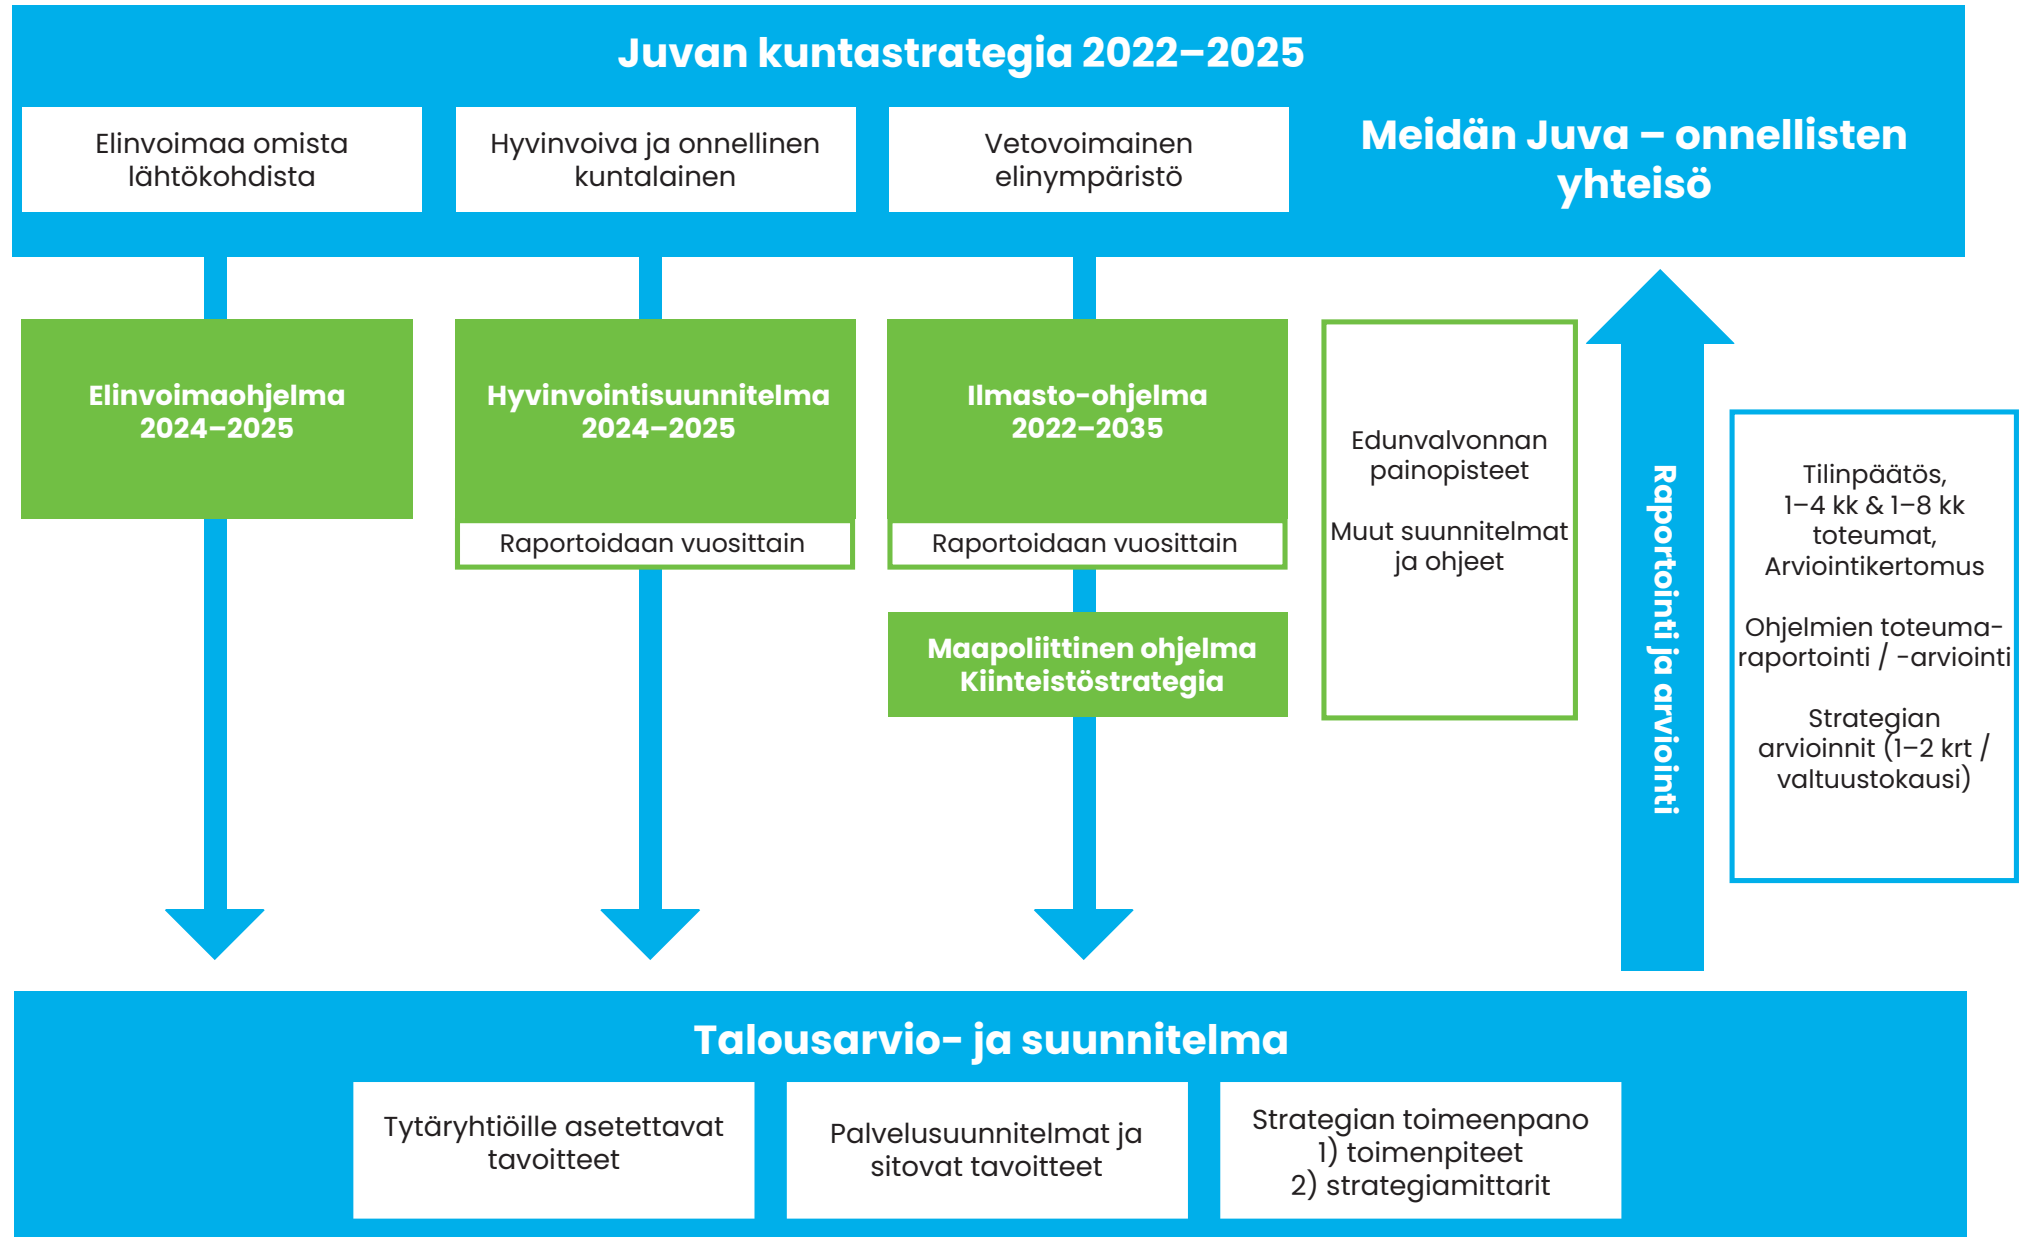 Juvan kuntastrategia 2022–2025
Elinvoimaa omista
lähtökohdista
Hyvinvoiva ja onnellinen
kuntalainen
Vetovoimainen
elinympäristö
Meidän Juva – onnellisten
yhteisö
Elinvoimaohjelma
2024–2025
Hyvinvointisuunnitelma
2024–2025
Raportoidaan vuosittain
Ilmasto-ohjelma
2022–2035
Raportoidaan vuosittain
Maapoliittinen ohjelma
Kiinteistöstrategia
Edunvalvonnan
painopisteet
Muut suunnitelmat
ja ohjeet
Raportointi ja arviointi
Tilinpäätös,
1–4 kk & 1–8 kk
toteumat,
Arviointikertomus
Ohjelmien toteuma-
raportointi / -arviointi
Strategian
arvioinnit (1–2 krt /
valtuustokausi)
Talousarvio- ja suunnitelma
Tytäryhtiöille asetettavat
tavoitteet
Palvelusuunnitelmat ja
sitovat tavoitteet
Strategian toimeenpano
1) toimenpiteet
2) strategiamittarit